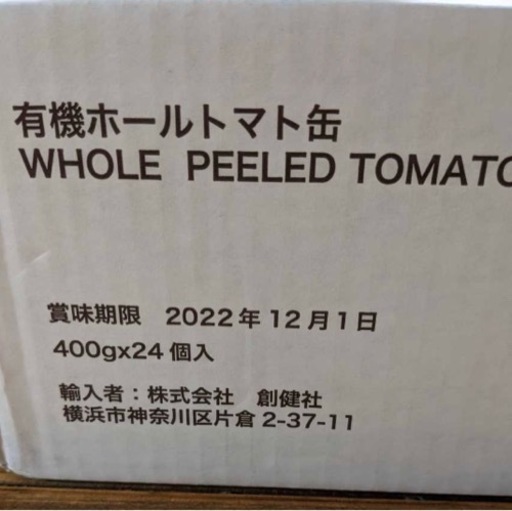 有機ホールトマト缶
WHOLE PEELED TOMATO
賞味期限 2022年12月1日
400gx24個入
輸入者：株式会社 創健社
横浜市神奈川区片倉2-37-11